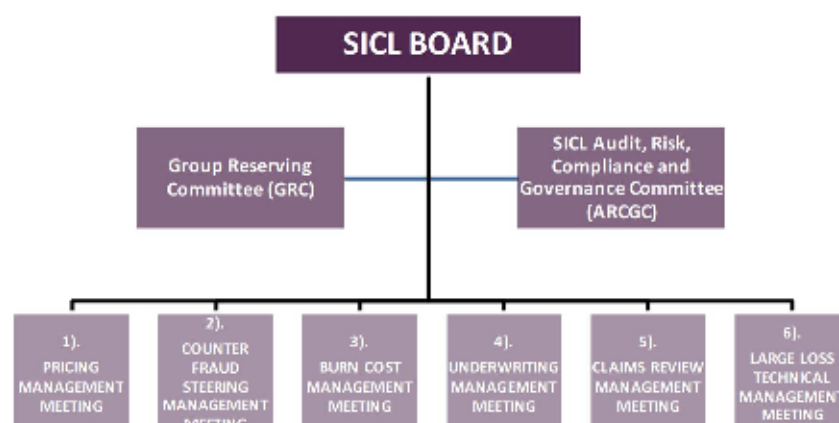 SICL BOARD
Group Reserving
Committee (GRC)
SICL Audit, Risk,
Compliance and
Governance Committee
(ARCGC)
1).
PRICING
MANAGEMENT
MEETING
2).
COUNTER
FRAUD
STEERING
MANAGEMENT
MEETING
3).
BURN COST
MANAGEMENT
MEETING
4).
UNDERWRITING
MANAGEMENT
MEETING
5).
CLAIMS REVIEW
MANAGEMENT
MEETING
6).
LARGE LOSS
TECHNICAL
MANAGEMENT
MEETING